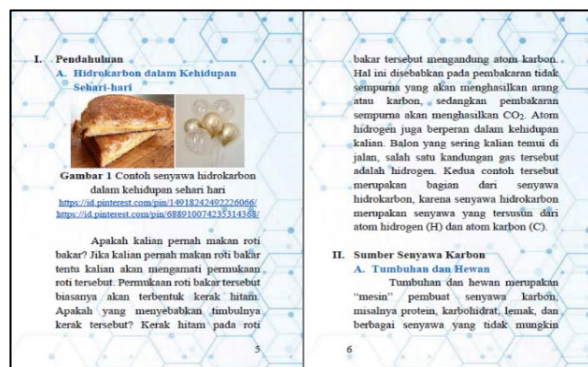 I. Pendahuluan
A. Hidrokarbon dalam Kehidupan
Sehari-hari
Gambar 1 Contoh senyawa hidrokarbon
dalam kehidupan sehari hari
https://id.pinterest.com/pin/14918242492226066/
https://id.pinterest.com/pin/688910074235314368/
Apakah kalian pernah makan roti
bakar? Jika kalian pernah makan roti bakar
tentu kalian akan mengamati permukaan
roti tersebut. Permukaan roti bakar tersebut
biasanya akan terbentuk kerak hitam.
Apakah yang menyebabkan timbulnya
kerak tersebut? Kerak hitam pada roti
5
bakar tersebut mengandung atom karbon.
Hal ini disebabkan pada pembakaran tidak
sempurna yang akan menghasilkan arang
atau karbon, sedangkan pembakaran
sempurna akan menghasilkan CO₂. Atom
hidrogen juga berperan dalam kehidupan
kalian. Balon yang sering kalian temui di
jalan, salah satu kandungan gas tersebut
adalah hidrogen. Kedua contoh tersebut
merupakan bagian dari senyawa
hidrokarbon, karena senyawa hidrokarbon
merupakan senyawa yang tersusun dari
atom hidrogen (H) dan atom karbon (C).
II. Sumber Senyawa Karbon
A. Tumbuhan dan Hewan
Tumbuhan dan hewan merupakan
“mesin” pembuat senyawa karbon,
misalnya protein, karbohidrat, lemak, dan
berbagai senyawa yang tidak mungkin
6